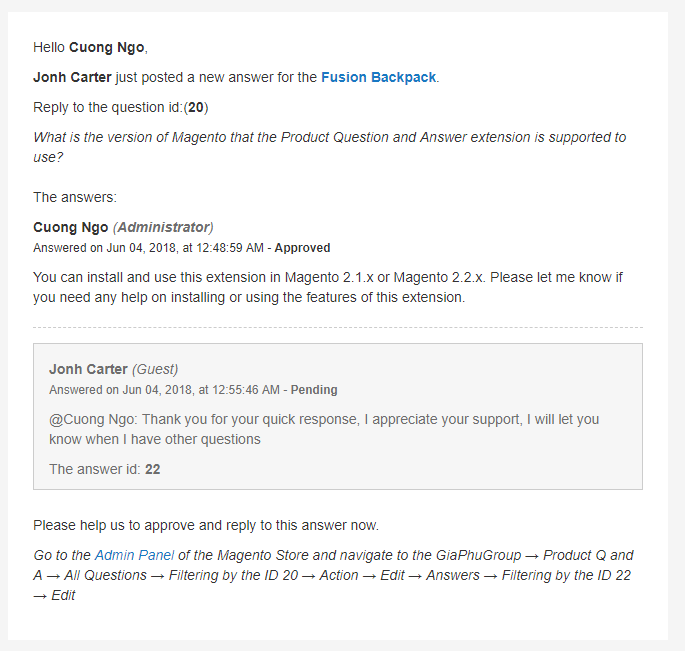 Hello Cuong Ngo,
Jonh Carter just posted a new answer for the Fusion Backpack.
Reply to the question id:(20)
What is the version of Magento that the Product Question and Answer extension is supported to
use?
The answers:
Cuong Ngo (Administrator)
Answered on Jun 04, 2018, at 12:48:59 AM - Approved
You can install and use this extension in Magento 2.1.x or Magento 2.2.x. Please let me know if
you need any help on installing or using the features of this extension.
Jonh Carter (Guest)
Answered on Jun 04, 2018, at 12:55:46 AM - Pending
@Cuong Ngo: Thank you for your quick response, I appreciate your support, I will let you
know when I have other questions
The answer id: 22
Please help us to approve and reply to this answer now.
Go to the Admin Panel of the Magento Store and navigate to the GiaPhuGroup → Product Q and
A → All Questions → Filtering by the ID 20 → Action → Edit → Answers → Filtering by the ID 22
→ Edit